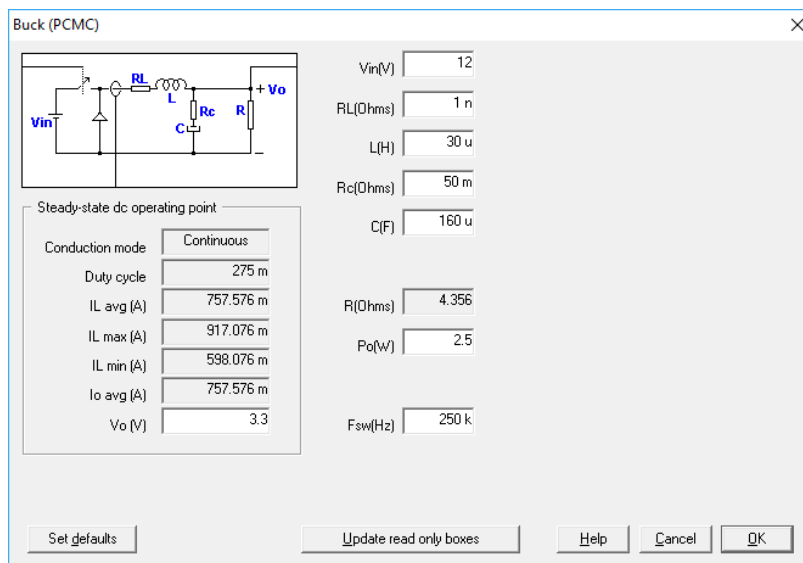 Buck (PCMC)
RL
L
Rc
C
R
+ Vo
Vin
−
Vin(V) 12
RL(Ohms) 1 n
L(H) 30 u
Rc(Ohms) 50 m
C(F) 160 u
R(Ohms) 4.356
Po(W) 2.5
Fsw(Hz) 250 k
Steady-state dc operating point
Conduction mode Continuous
Duty cycle 275 m
IL avg (A) 757.576 m
IL max (A) 917.076 m
IL min (A) 598.076 m
Io avg (A) 757.576 m
Vo (V) 3.3
Set defaults
Update read only boxes
Help
Cancel
OK